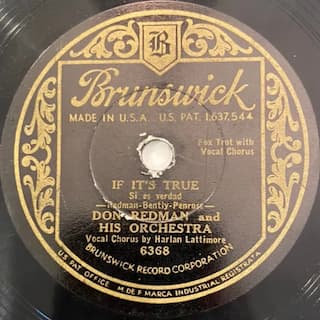 B
Brunswick
MADE IN U.S.A. U.S. PAT. 1,637,544
Fox Trot with
Vocal Chorus
IF IT'S TRUE
Si es verdad
—Redman-Bently-Penrose—
DON REDMAN and
HIS ORCHESTRA
Vocal Chorus by Harlan Lattimore
6368
BRUNSWICK RECORD CORPORATION
U.S. PAT OFFICE M. DE F. MARCA INDUSTRIAL REGISTRATA